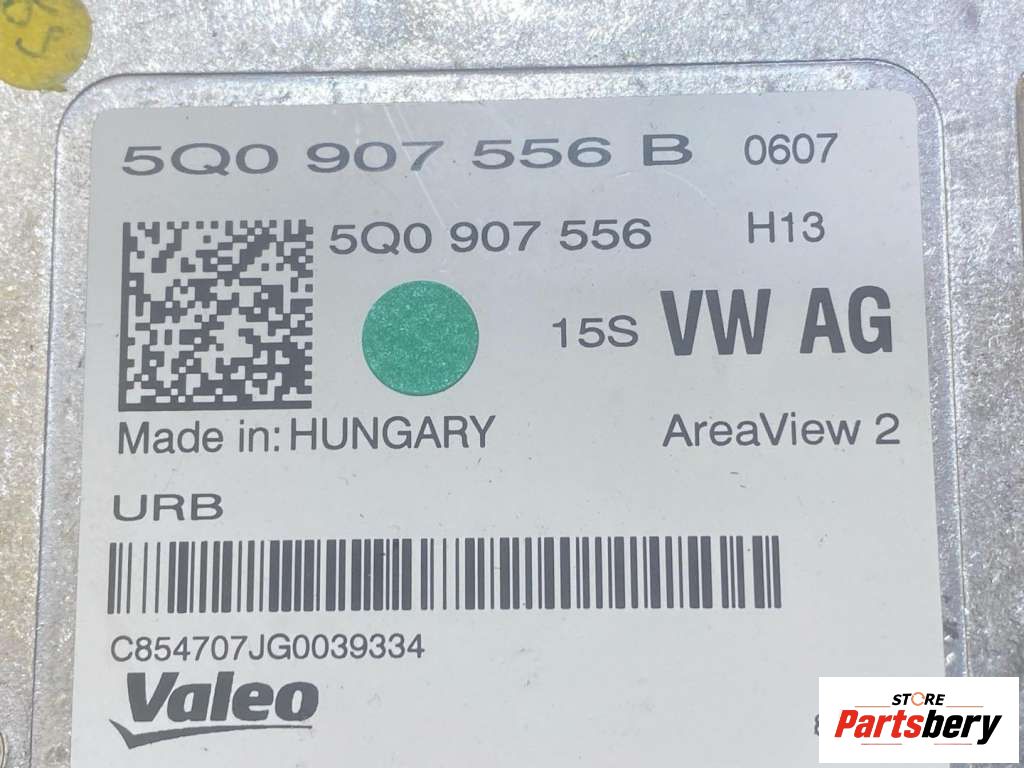 5Q0 907 556 B 0607
5Q0 907 556 H13
15S VW AG
Made in: HUNGARY AreaView 2
URB
C854707JG0039334
Valeo
STORE
Partsbery